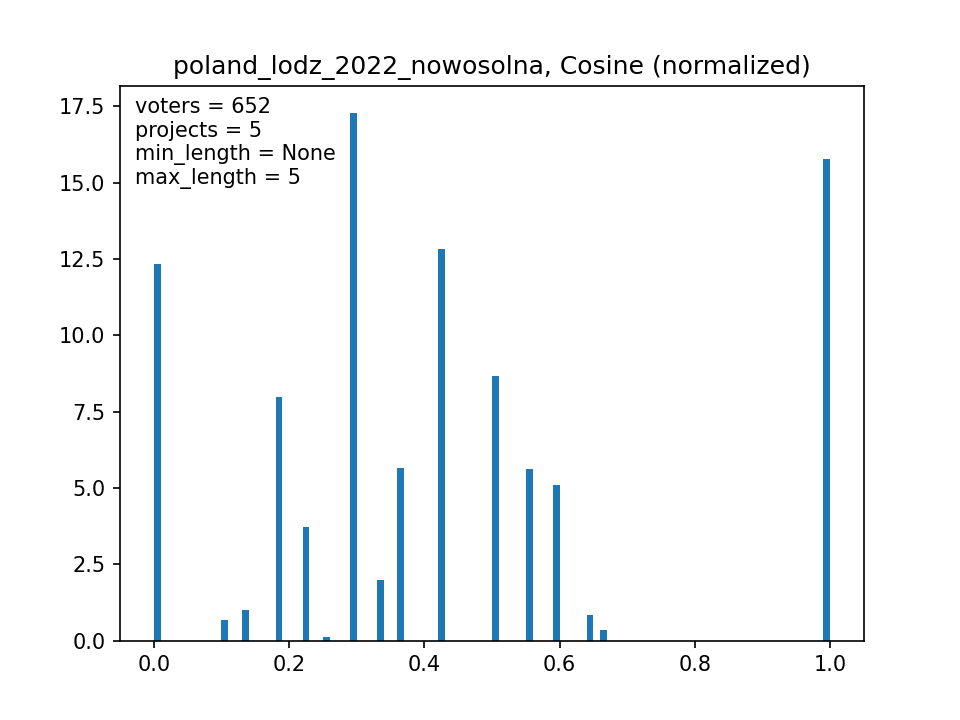 poland_lodz_2022_nowosolna, Cosine (normalized)
voters = 652
projects = 5
min_length = None
max_length = 5
17.5
15.0
12.5
10.0
7.5
5.0
2.5
0.0
0.0 0.2 0.4 0.6 0.8 1.0